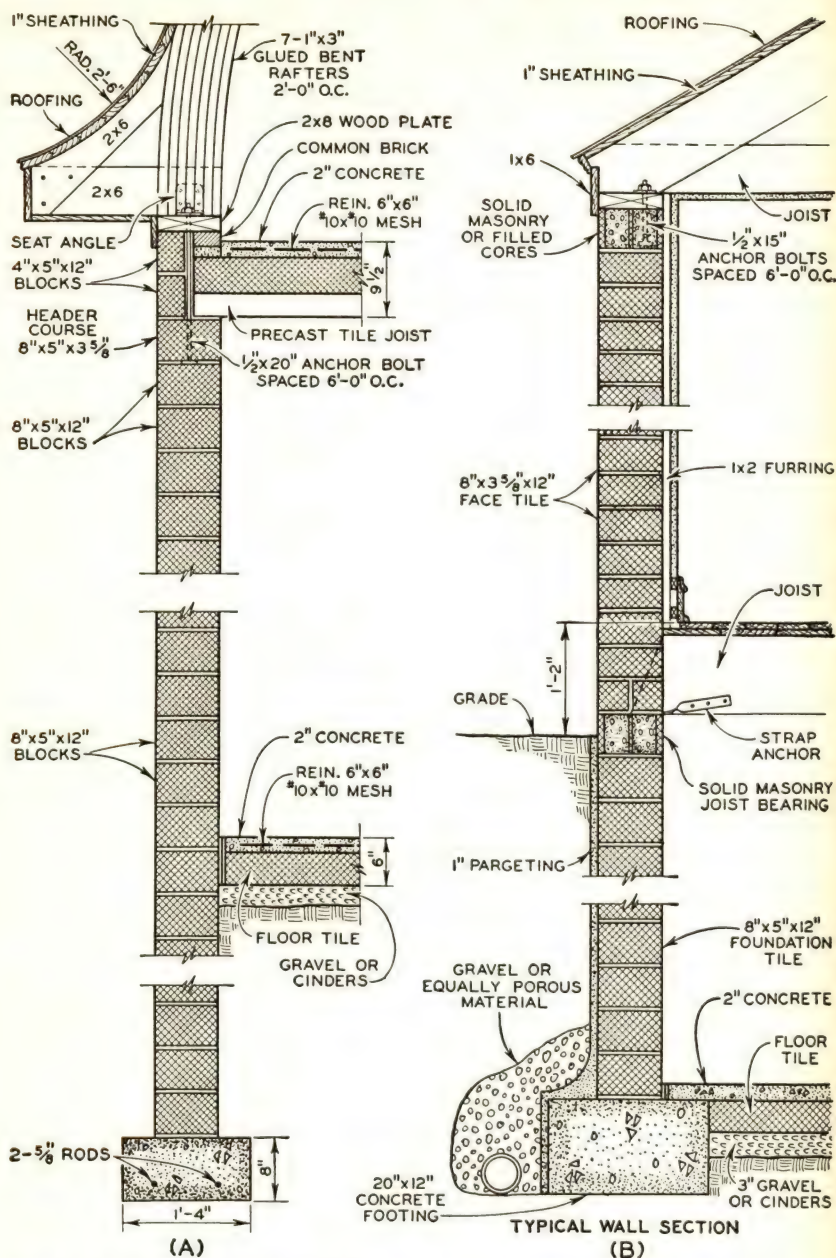 1" SHEATHING
RAD. 2'-6"
ROOFING
2x6
2x6
7-1"x3"
GLUED BENT
RAFTERS
2'-0" O.C.
2x8 WOOD PLATE
COMMON BRICK
2" CONCRETE
REIN. 6"x6"
#10x#10 MESH
SEAT ANGLE
4"x5"x12"
BLOCKS
9 1/2"
HEADER
COURSE
8"x5"x3 5/8"
PRECAST TILE JOIST
1/2"x20" ANCHOR BOLT
SPACED 6'-0" O.C.
8"x5"x12"
BLOCKS
8"x5"x12"
BLOCKS
2" CONCRETE
REIN. 6"x6"
#10x#10 MESH
6"
FLOOR TILE
GRAVEL OR
CINDERS
2-5/8" RODS
8"
1'-4"
(A)
ROOFING
1" SHEATHING
1x6
JOIST
SOLID
MASONRY
OR FILLED
CORES
1/2"x15"
ANCHOR BOLTS
SPACED 6'-0" O.C.
8"x3 5/8"x12"
FACE TILE
1x2 FURRING
JOIST
1'-2"
GRADE
STRAP
ANCHOR
SOLID MASONRY
JOIST BEARING
1" PARGETING
8"x5"x12"
FOUNDATION
TILE
GRAVEL OR
EQUALLY POROUS
MATERIAL
2" CONCRETE
FLOOR
TILE
20"x12"
CONCRETE
FOOTING
3" GRAVEL
OR CINDERS
TYPICAL WALL SECTION
(B)